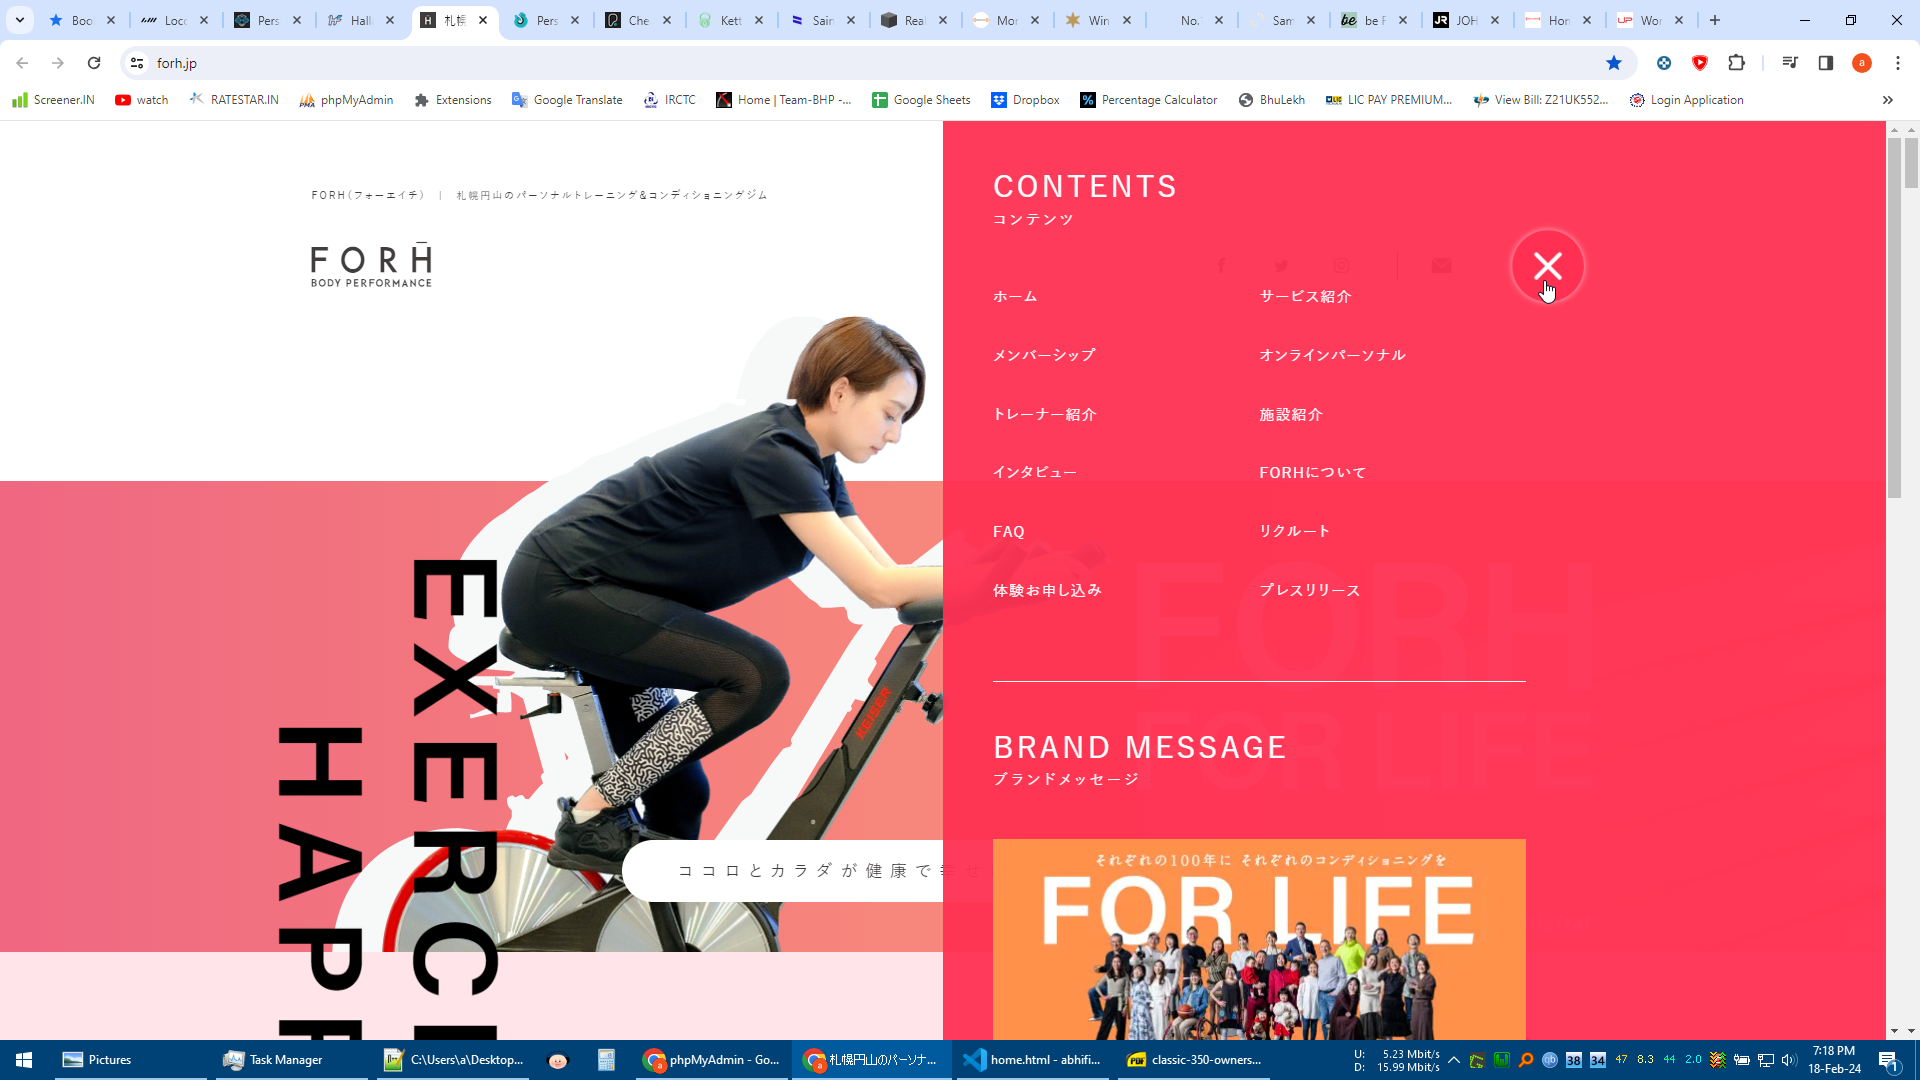 Boo
Loco
Pers
Hall
札幌
Pers
Che
Kett
Sain
Real
Mor
Win
No.
Sam
be F
JOH
Hon
Wor
forh.jp
a
Screener.IN
watch
RATESTAR.IN
phpMyAdmin
Extensions
Google Translate
IRCTC
Home | Team-BHP -...
Google Sheets
Dropbox
Percentage Calculator
BhuLekh
LIC PAY PREMIUM...
View Bill: Z21UK552...
Login Application
FORH(フォーエイチ) | 札幌円山のパーソナルトレーニング&コンディショニングジム
FORH
BODY PERFORMANCE
EXERCI
HAPP
KEISER
ココロとカラダが健康で幸せ
CONTENTS
コンテンツ
ホーム
サービス紹介
メンバーシップ
オンラインパーソナル
トレーナー紹介
施設紹介
インタビュー
FORHについて
FAQ
リクルート
体験お申し込み
プレスリリース
FORH
FOR LIFE
BRAND MESSAGE
ブランドメッセージ
それぞれの100年に それぞれのコンディショニングを
FOR LIFE
Pictures
Task Manager
C:\Users\a\Desktop...
phpMyAdmin - Go...
札幌円山のパーソナ...
home.html - abhifi...
classic-350-owners...
U: 5.23 Mbit/s
D: 15.99 Mbit/s
38
34
47
8.3
44
2.0
7:18 PM
18-Feb-24
1